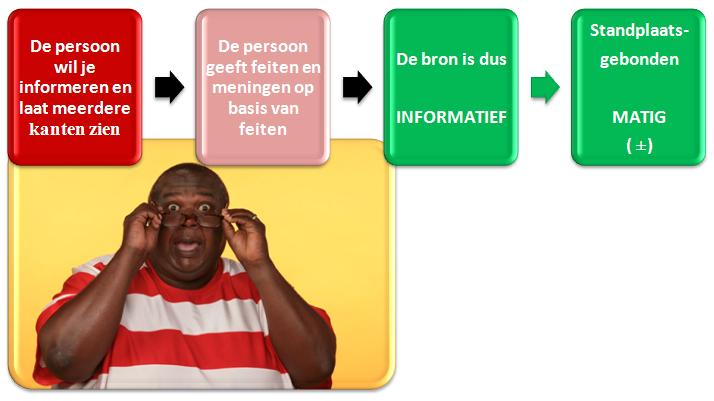 De persoon
wil je
informeren en
laat meerdere
kanten zien
De persoon
geeft feiten en
meningen op
basis van
feiten
De bron is dus
INFORMATIEF
Standplaats-
gebonden
MATIG
( ±)